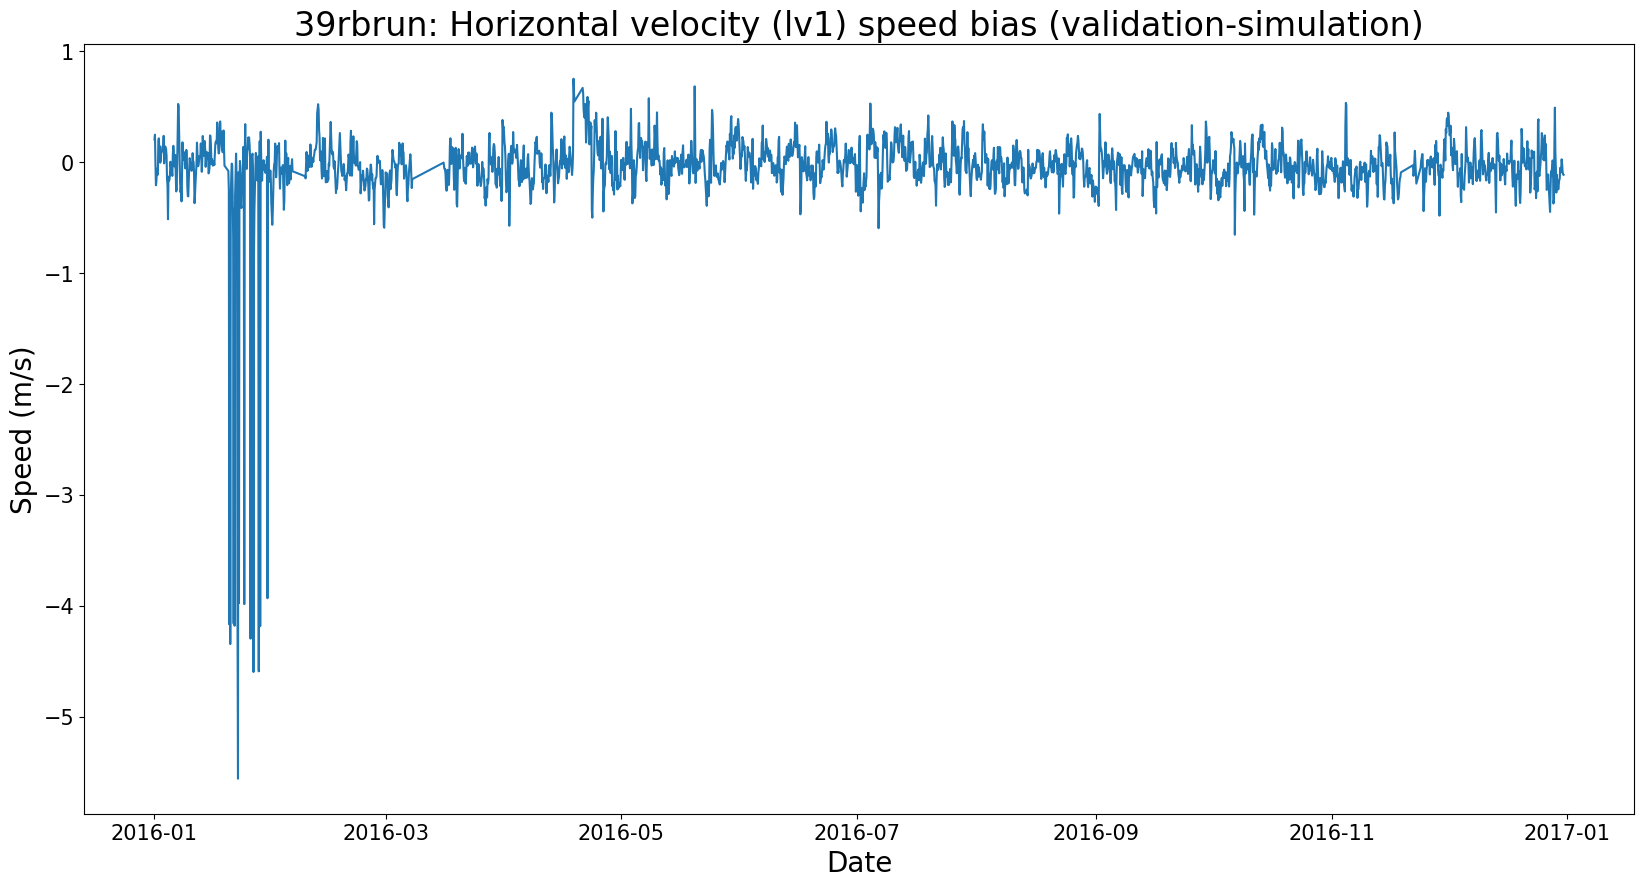 39rbrun: Horizontal velocity (lv1) speed bias (validation-simulation)
1
0
−1
−2
−3
−4
−5
Speed (m/s)
2016-01 2016-03 2016-05 2016-07 2016-09 2016-11 2017-01
Date